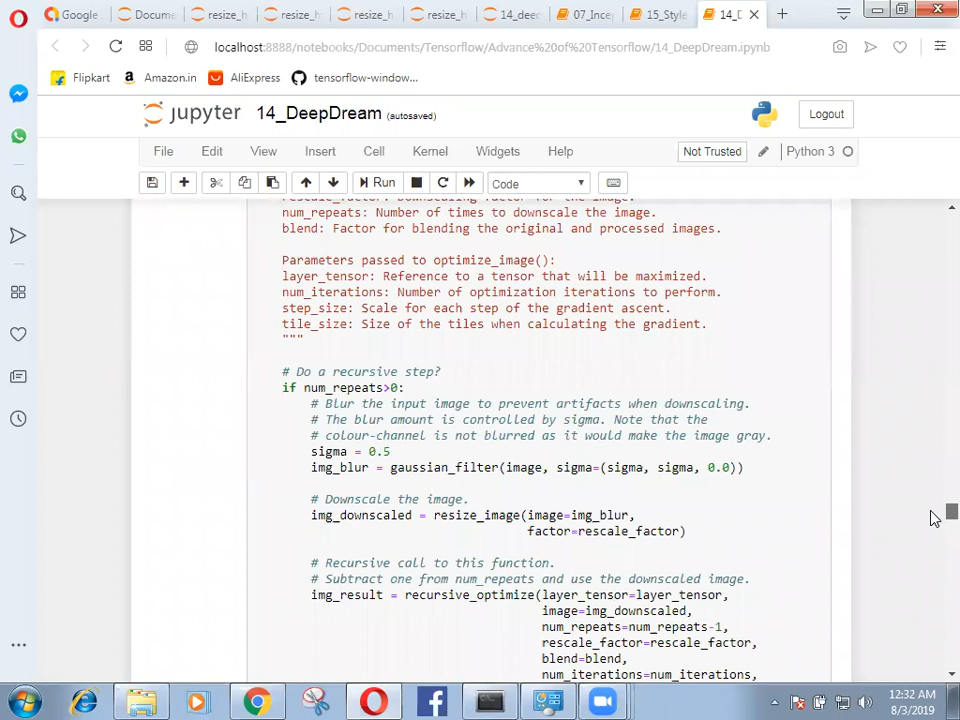 Google
Docume
resize_
resize_h
resize_h
resize_h
14_deec
07_Ince
15_Style
14_D
localhost:8888/notebooks/Documents/Tensorflow/Advance%20of%20Tensorflow/14_DeepDream.ipynb
Flipkart
Amazon.in
AliExpress
tensorflow-window...
jupyter
14_DeepDream (autosaved)
Logout
File Edit View Insert Cell Kernel Widgets Help
Not Trusted
Python 3
Run
Code
num_repeats: Number of times to downscale the image.
blend: Factor for blending the original and processed images.
Parameters passed to optimize_image():
layer_tensor: Reference to a tensor that will be maximized.
num_iterations: Number of optimization iterations to perform.
step_size: Scale for each step of the gradient ascent.
tile_size: Size of the tiles when calculating the gradient.
"""
# Do a recursive step?
if num_repeats>0:
# Blur the input image to prevent artifacts when downscaling.
# The blur amount is controlled by sigma. Note that the
# colour-channel is not blurred as it would make the image gray.
sigma = 0.5
img_blur = gaussian_filter(image, sigma=(sigma, sigma, 0.0))
# Downscale the image.
img_downscaled = resize_image(image=img_blur,
factor=rescale_factor)
# Recursive call to this function.
# Subtract one from num_repeats and use the downscaled image.
img_result = recursive_optimize(layer_tensor=layer_tensor,
image=img_downscaled,
num_repeats=num_repeats-1,
rescale_factor=rescale_factor,
blend=blend,
num_iterations=num_iterations,
12:32 AM
8/3/2019